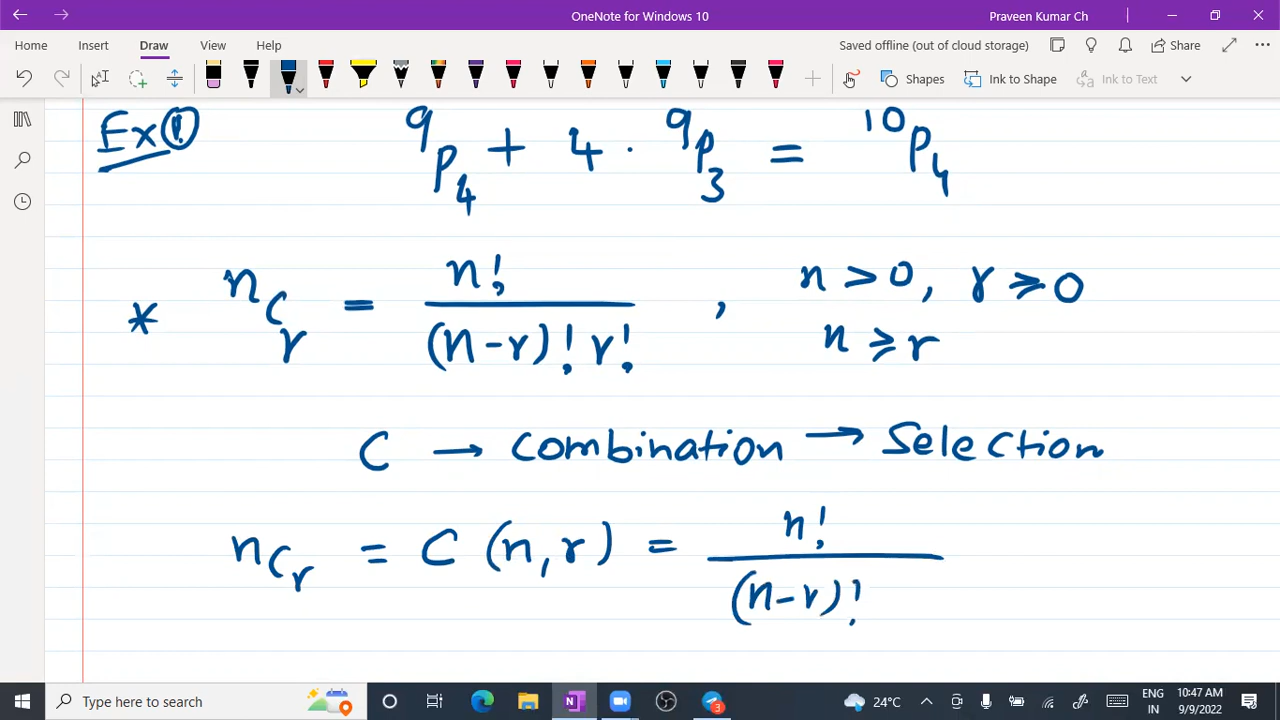 OneNote for Windows 10
Praveen Kumar Ch
Home Insert Draw View Help
Saved offline (out of cloud storage)
Share
Shapes
Ink to Shape
Ink to Text
Ex① ⁹P₄ + 4 · ⁹P₃ = ¹⁰P₄
* ⁿCᵣ = n! / (n-r)! r! , n > 0, r ⩾ 0
n ⩾ r
C → Combination → Selection
ⁿCᵣ = C (n,r) = n! / (n-r)!
Type here to search
3
24°C
ENG
IN
10:47 AM
9/9/2022